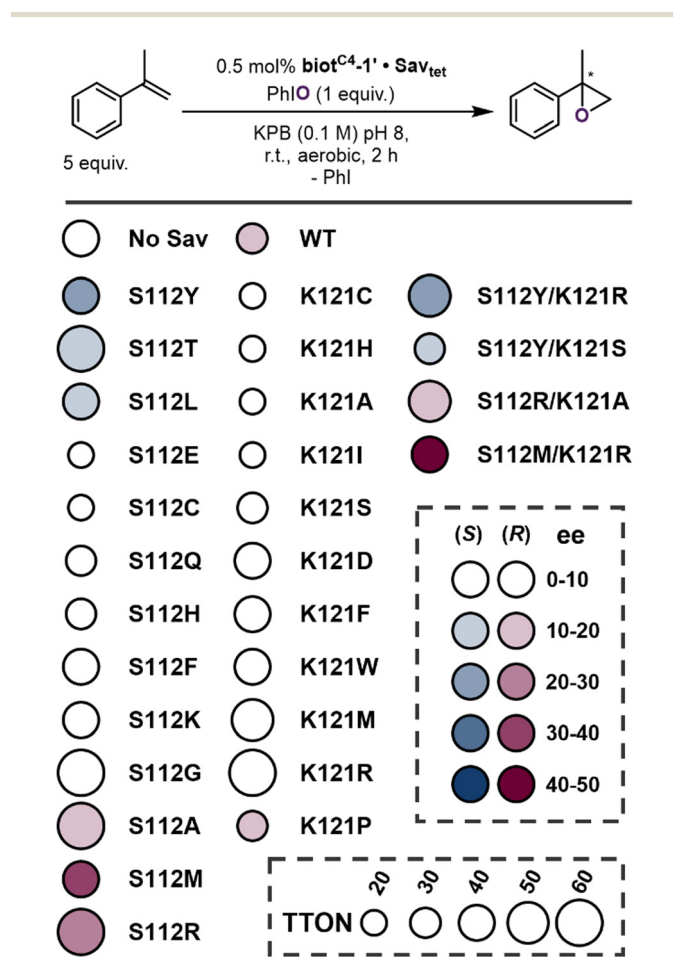 0.5 mol% biotC4-1' • Savtet
PhIO (1 equiv.)
KPB (0.1 M) pH 8,
r.t., aerobic, 2 h
- PhI
5 equiv.
*
O
No Sav WT
S112Y K121C S112Y/K121R
S112T K121H S112Y/K121S
S112L K121A S112R/K121A
S112E K121I S112M/K121R
S112C K121S
S112Q K121D
S112H K121F
S112F K121W
S112K K121M
S112G K121R
S112A K121P
S112M
S112R
(S) (R) ee
0-10
10-20
20-30
30-40
40-50
20 30 40 50 60
TTON